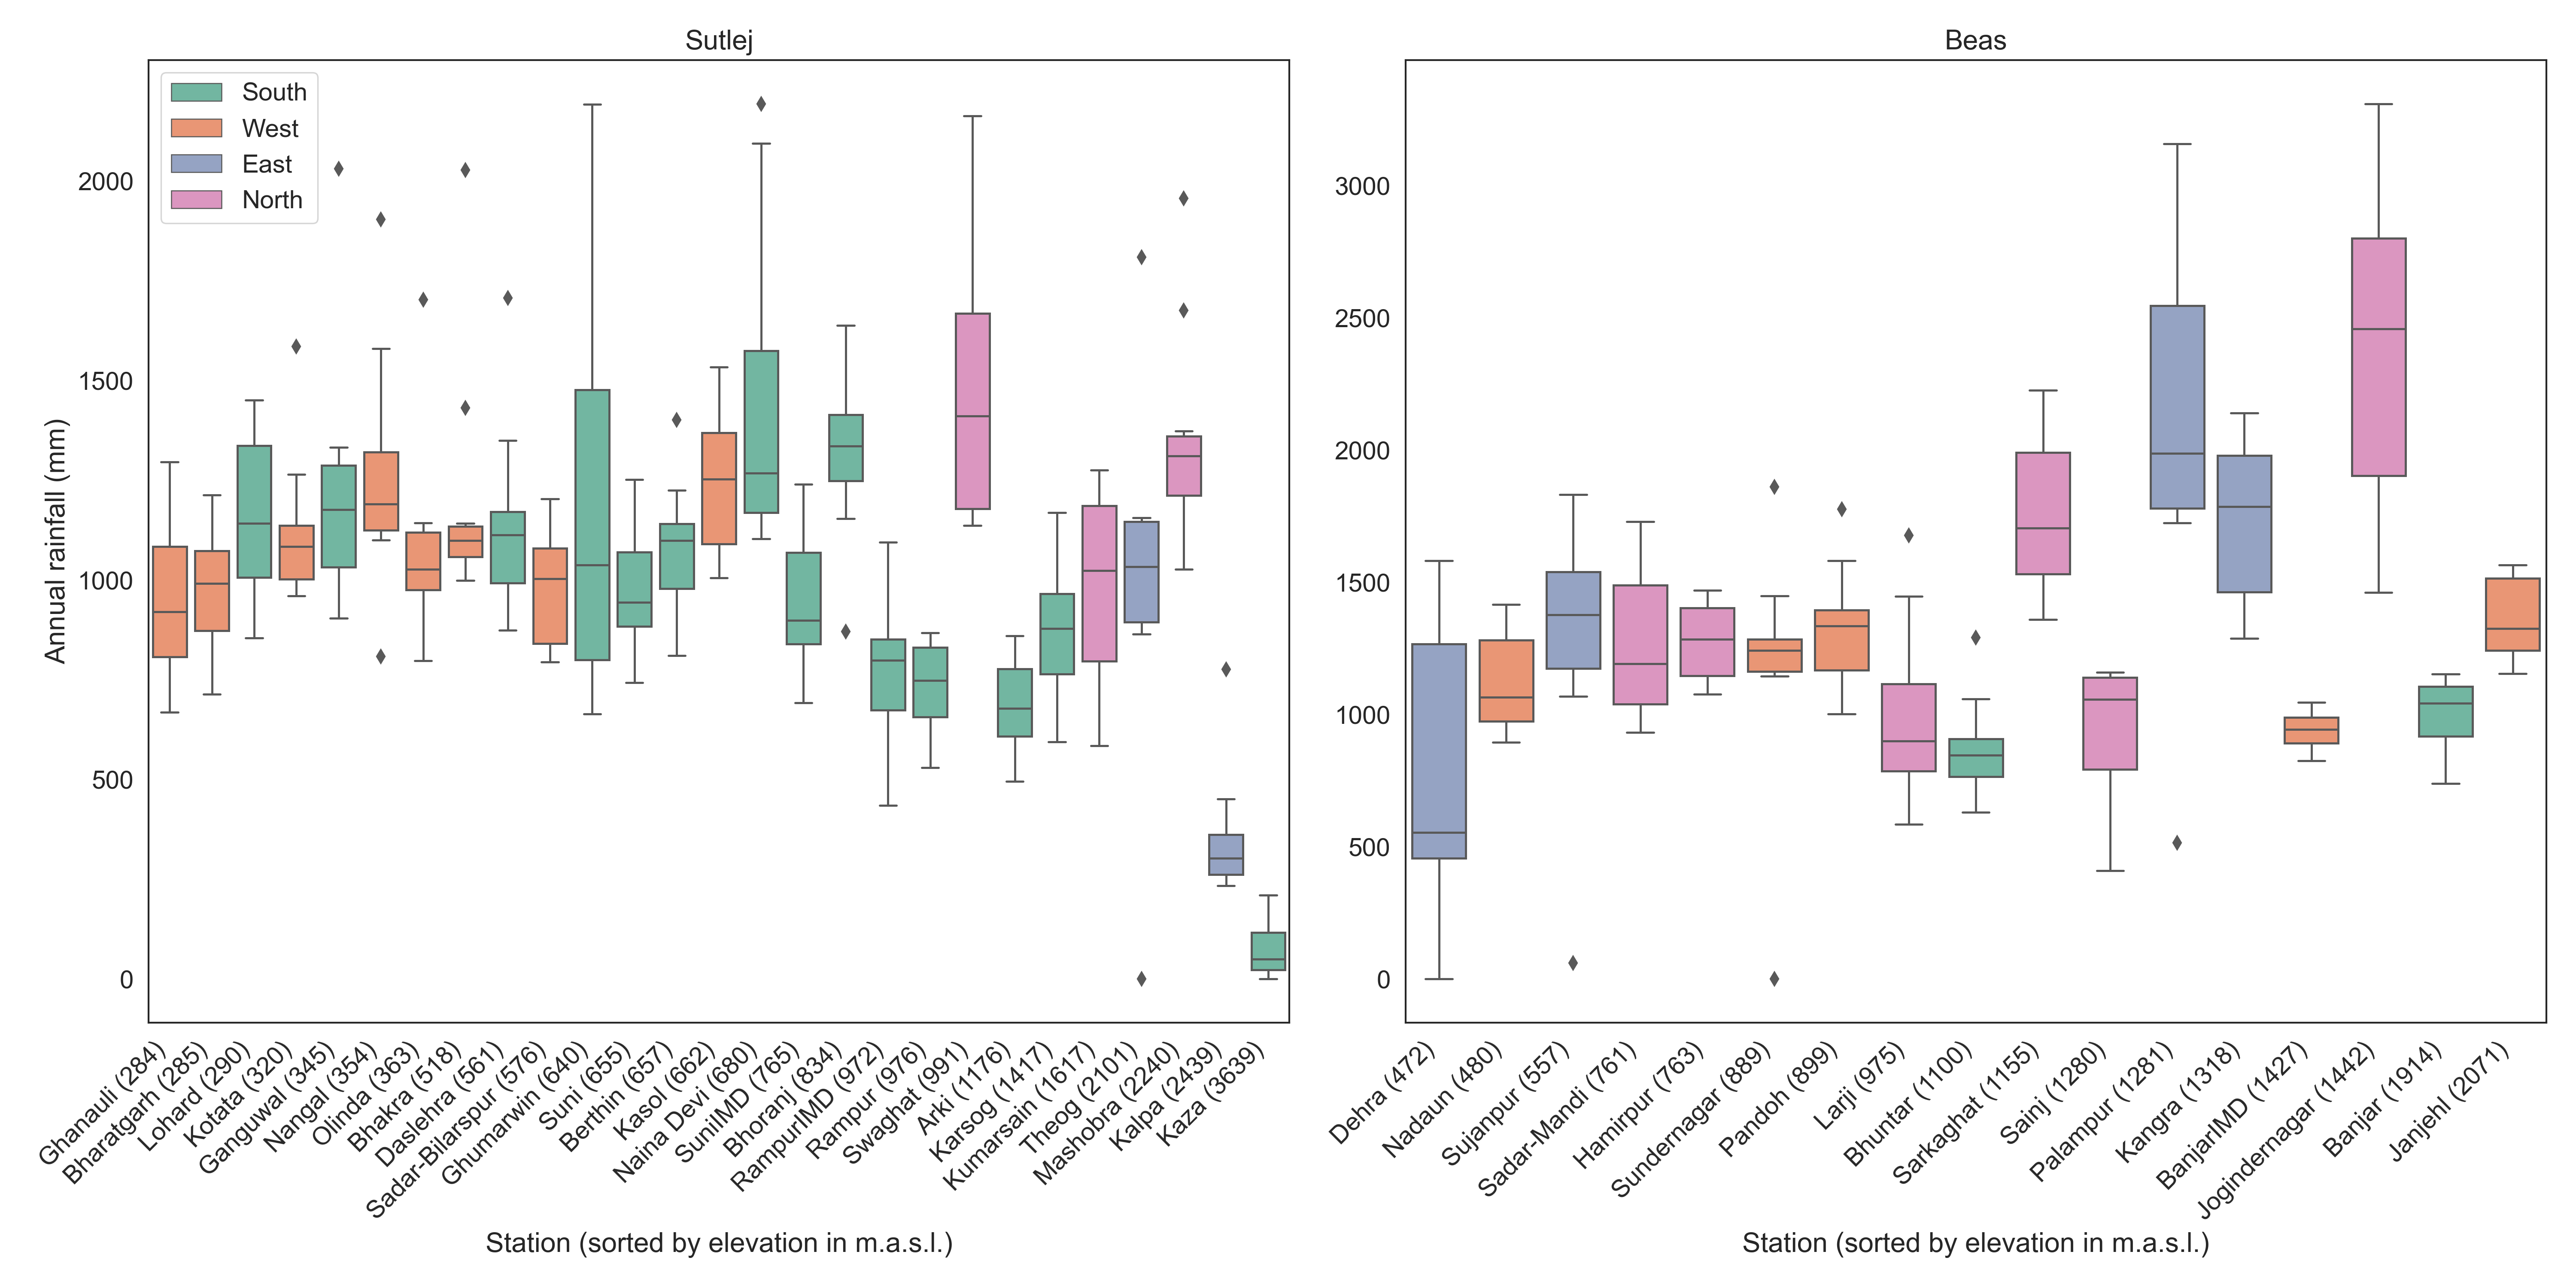 Sutlej
South
West
East
North
Annual rainfall (mm)
2000
1500
1000
500
0
Ghanauli (284)
Bharatgarh (285)
Lohard (290)
Kotata (320)
Ganguwal (345)
Nangal (354)
Olinda (363)
Bhakra (518)
Daslehra (561)
Sadar-Bilarspur (576)
Ghumarwin (640)
Suni (655)
Berthin (657)
Kasol (662)
Naina Devi (680)
SuniIMD (765)
Bhoranj (834)
RampurIMD (972)
Rampur (976)
Swaghat (991)
Arki (1176)
Karsog (1417)
Kumarsain (1617)
Theog (2101)
Mashobra (2240)
Kalpa (2439)
Kaza (3639)
Station (sorted by elevation in m.a.s.l.)
Beas
3000
2500
2000
1500
1000
500
0
Dehra (472)
Nadaun (480)
Sujanpur (557)
Sadar-Mandi (761)
Hamirpur (763)
Sundernagar (889)
Pandoh (899)
Larji (975)
Bhuntar (1100)
Sarkaghat (1155)
Sainj (1280)
Palampur (1281)
Kangra (1318)
BanjarIMD (1427)
Jogindernagar (1442)
Banjar (1914)
Janjehl (2071)
Station (sorted by elevation in m.a.s.l.)